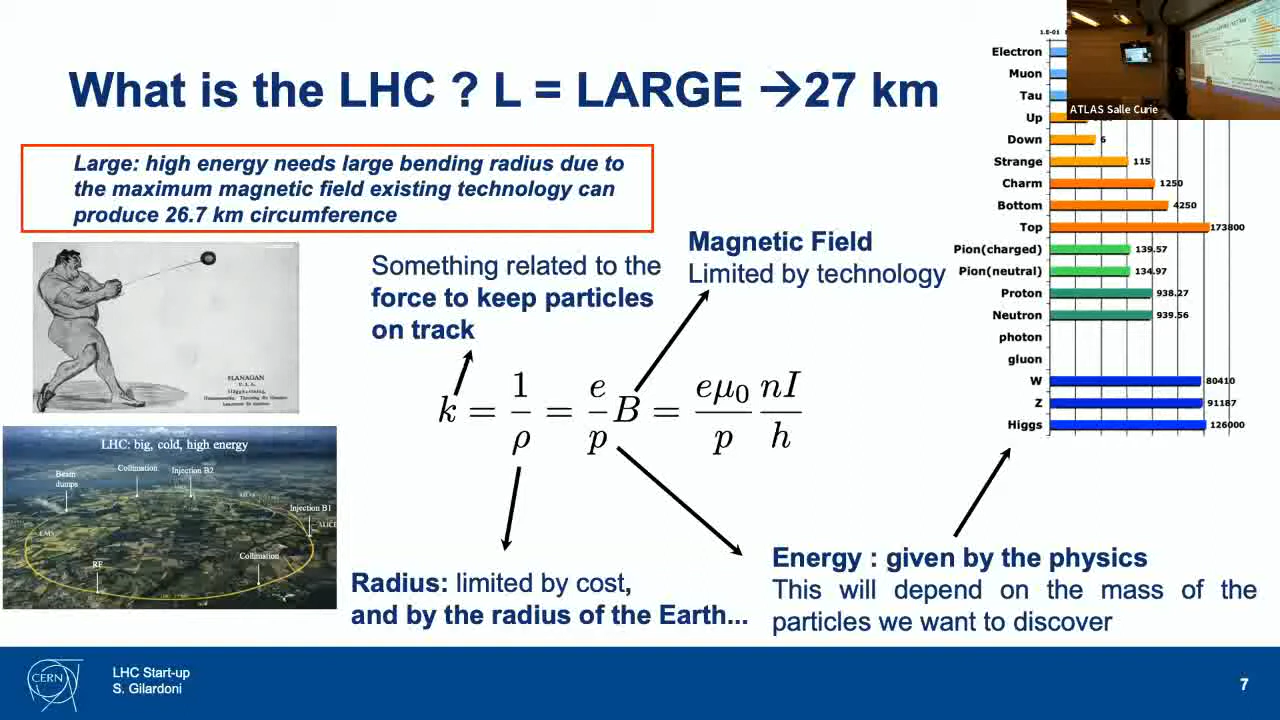 What is the LHC ? L = LARGE →27 km
Large: high energy needs large bending radius due to
the maximum magnetic field existing technology can
produce 26.7 km circumference
Something related to the
force to keep particles
on track
Magnetic Field
Limited by technology
k = 1/ρ = e/p B = eμ₀/p nI/h
FLANAGAN
U.S.A.
LHC: big, cold, high energy
Beam
dumps
Collimation
Injection B2
Injection B1
ALICE
CMS
RF
Collimation
Radius: limited by cost,
and by the radius of the Earth...
Energy : given by the physics
This will depend on the mass of the
particles we want to discover
ATLAS Salle Curie
Electron
Muon
Tau
Up
Down 6
Strange 115
Charm 1250
Bottom 4250
Top 173800
Pion(charged) 139.57
Pion(neutral) 134.97
Proton 938.27
Neutron 939.56
photon
gluon
W 80410
Z 91187
Higgs 126000
CERN
LHC Start-up
S. Gilardoni
7